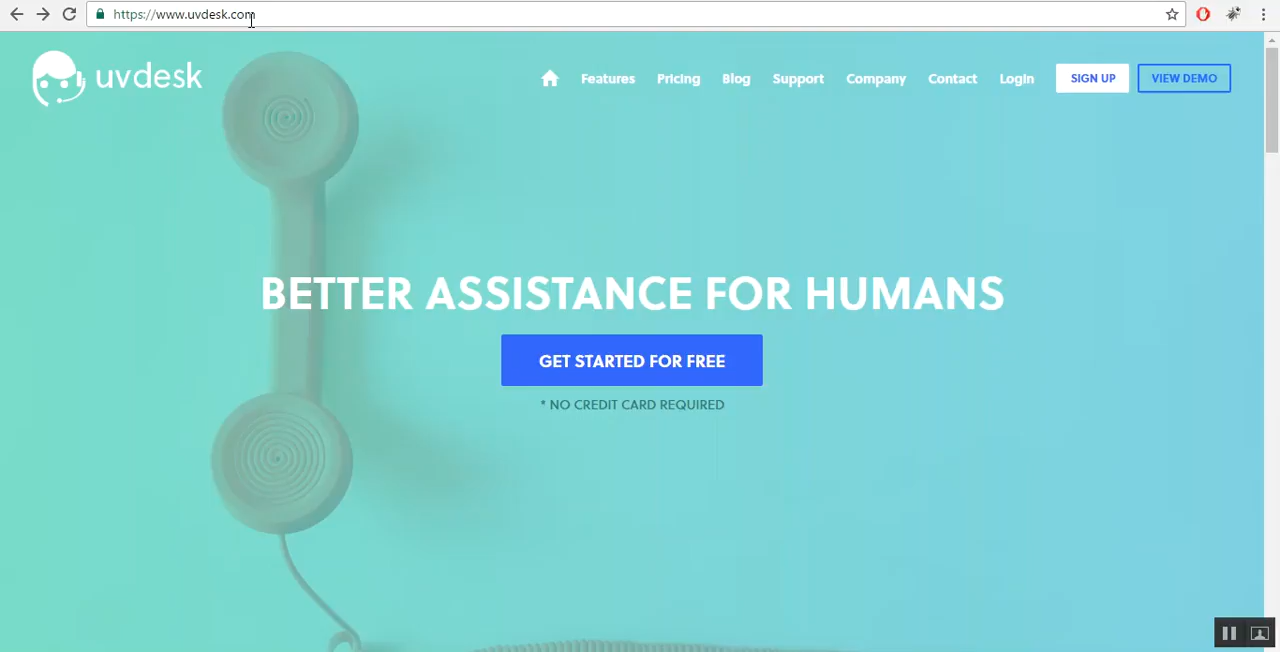 https://www.uvdesk.com
uvdesk
Features Pricing Blog Support Company Contact Login SIGN UP VIEW DEMO
BETTER ASSISTANCE FOR HUMANS
GET STARTED FOR FREE
* NO CREDIT CARD REQUIRED